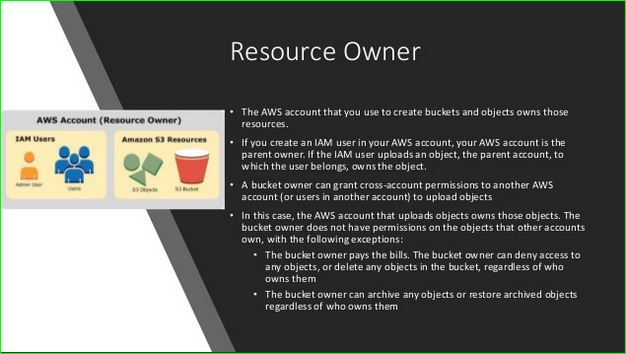 Resource Owner
AWS Account (Resource Owner)
IAM Users
Admin User
Users
Amazon S3 Resources
S3 Objects
S3 Bucket
• The AWS account that you use to create buckets and objects owns those
resources.
• If you create an IAM user in your AWS account, your AWS account is the
parent owner. If the IAM user uploads an object, the parent account, to
which the user belongs, owns the object.
• A bucket owner can grant cross-account permissions to another AWS
account (or users in another account) to upload objects
• In this case, the AWS account that uploads objects owns those objects. The
bucket owner does not have permissions on the objects that other accounts
own, with the following exceptions:
• The bucket owner pays the bills. The bucket owner can deny access to
any objects, or delete any objects in the bucket, regardless of who
owns them
• The bucket owner can archive any objects or restore archived objects
regardless of who owns them